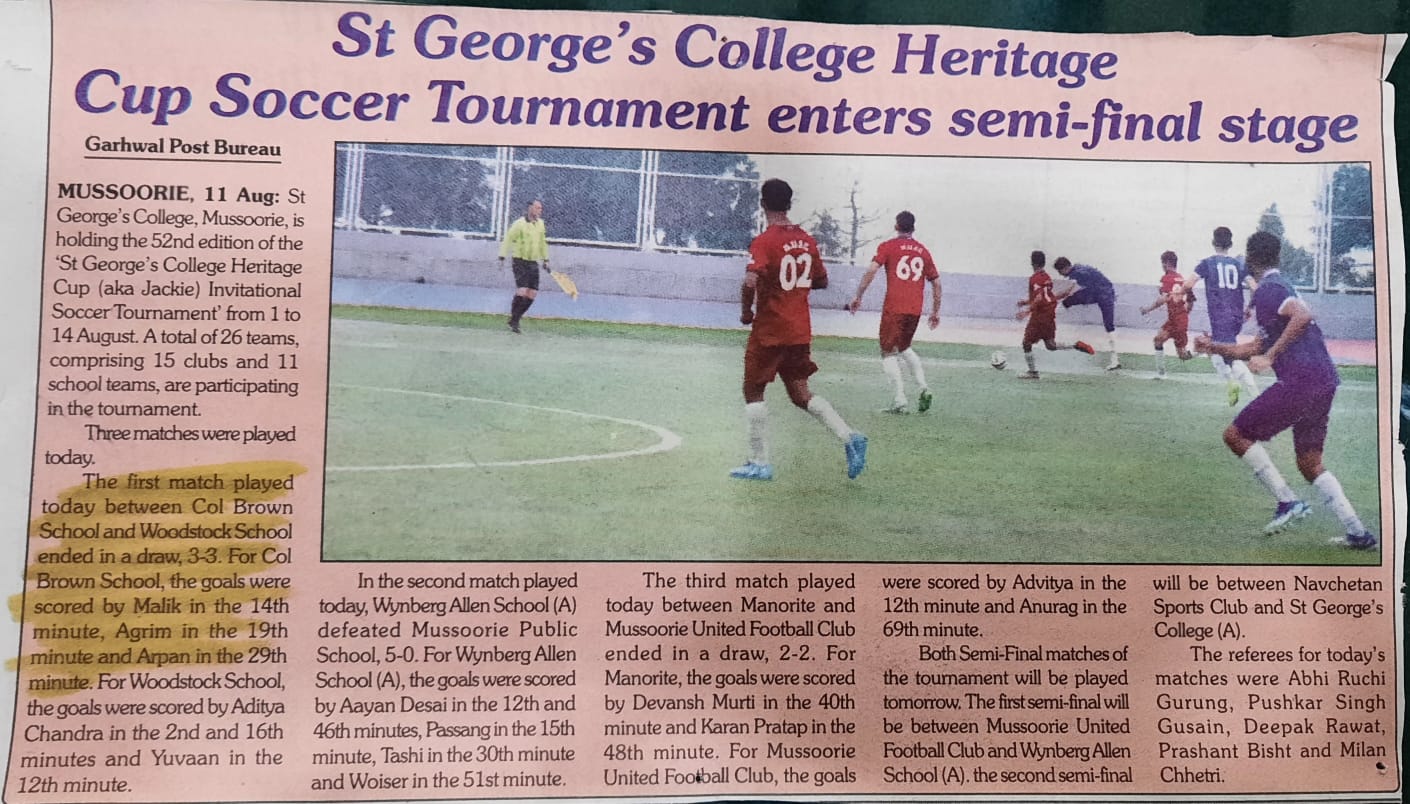 St George's College Heritage
Cup Soccer Tournament enters semi-final stage
Garhwal Post Bureau
MUSSOORIE, 11 Aug: St
George's College, Mussoorie, is
holding the 52nd edition of the
'St George's College Heritage
Cup (aka Jackie) Invitational
Soccer Tournament' from 1 to
14 August. A total of 26 teams,
comprising 15 clubs and 11
school teams, are participating
in the tournament.
Three matches were played
today.
The first match played
today between Col Brown
School and Woodstock School
ended in a draw, 3-3. For Col
Brown School, the goals were
scored by Malik in the 14th
minute, Agrim in the 19th
minute and Arpan in the 29th
minute. For Woodstock School,
the goals were scored by Aditya
Chandra in the 2nd and 16th
minutes and Yuvaan in the
12th minute.
02
69
10
In the second match played
today, Wynberg Allen School (A)
defeated Mussoorie Public
School, 5-0. For Wynberg Allen
School (A), the goals were scored
by Aayan Desai in the 12th and
46th minutes, Passang in the 15th
minute, Tashi in the 30th minute
and Woiser in the 51st minute.
The third match played
today between Manorite and
Mussoorie United Football Club
ended in a draw, 2-2. For
Manorite, the goals were scored
by Devansh Murti in the 40th
minute and Karan Pratap in the
48th minute. For Mussoorie
United Football Club, the goals
were scored by Advitya in the
12th minute and Anurag in the
69th minute.
Both Semi-Final matches of
the tournament will be played
tomorrow. The first semi-final will
be between Mussoorie United
Football Club and Wynberg Allen
School (A). the second semi-final
will be between Navchetan
Sports Club and St George's
College (A).
The referees for today's
matches were Abhi Ruchi
Gurung, Pushkar Singh
Gusain, Deepak Rawat,
Prashant Bisht and Milan
Chhetri.